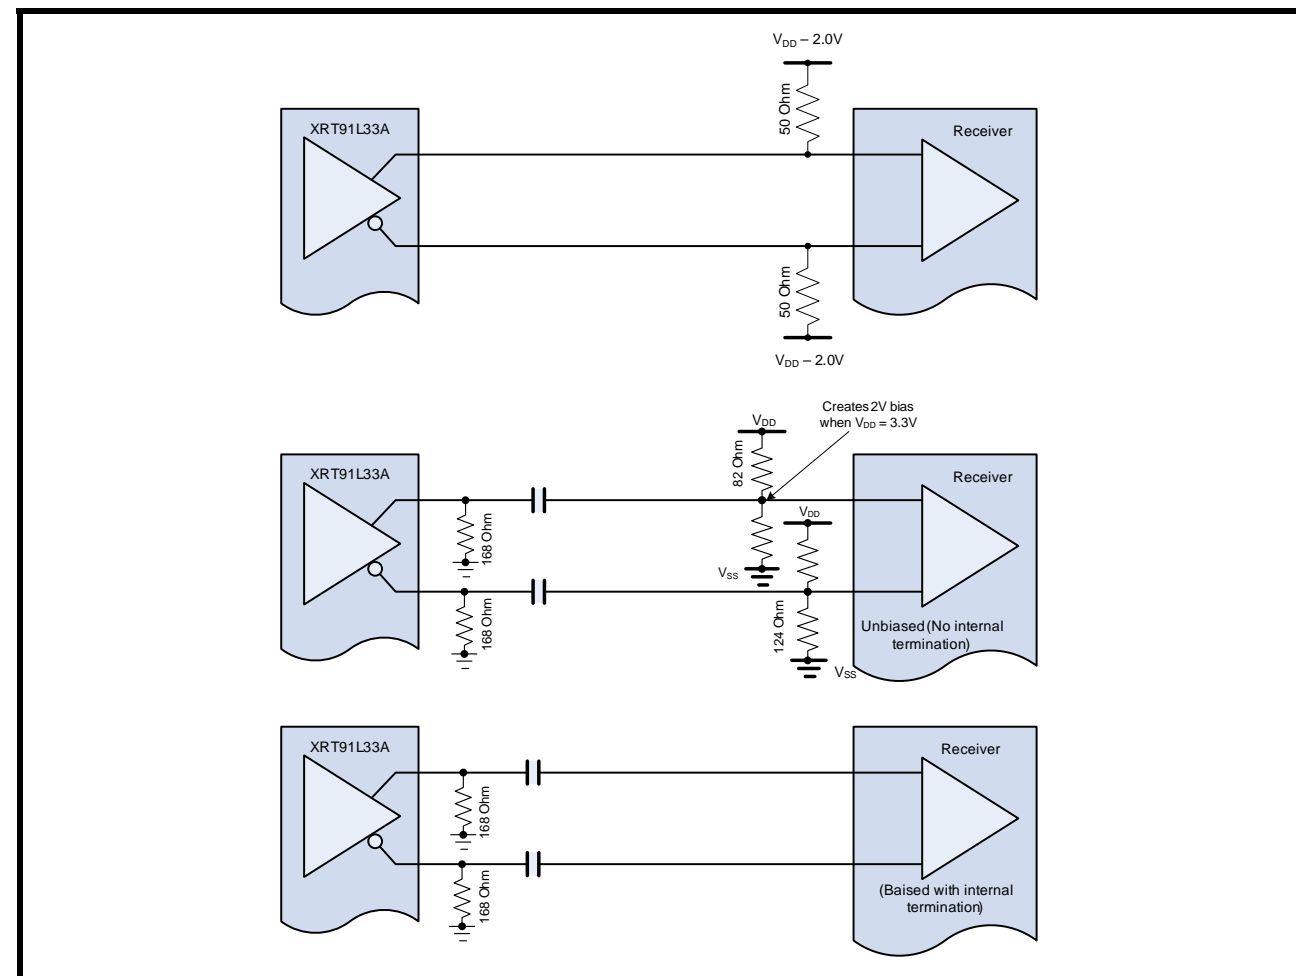 V_DD – 2.0V
50 Ohm
XRT91L33A
Receiver
50 Ohm
V_DD – 2.0V
Creates 2V bias
when V_DD = 3.3V
V_DD
82 Ohm
XRT91L33A
Receiver
168 Ohm
V_DD
V_SS
168 Ohm
124 Ohm
Unbiased (No internal
termination)
V_SS
XRT91L33A
Receiver
168 Ohm
168 Ohm
(Baised with internal
termination)